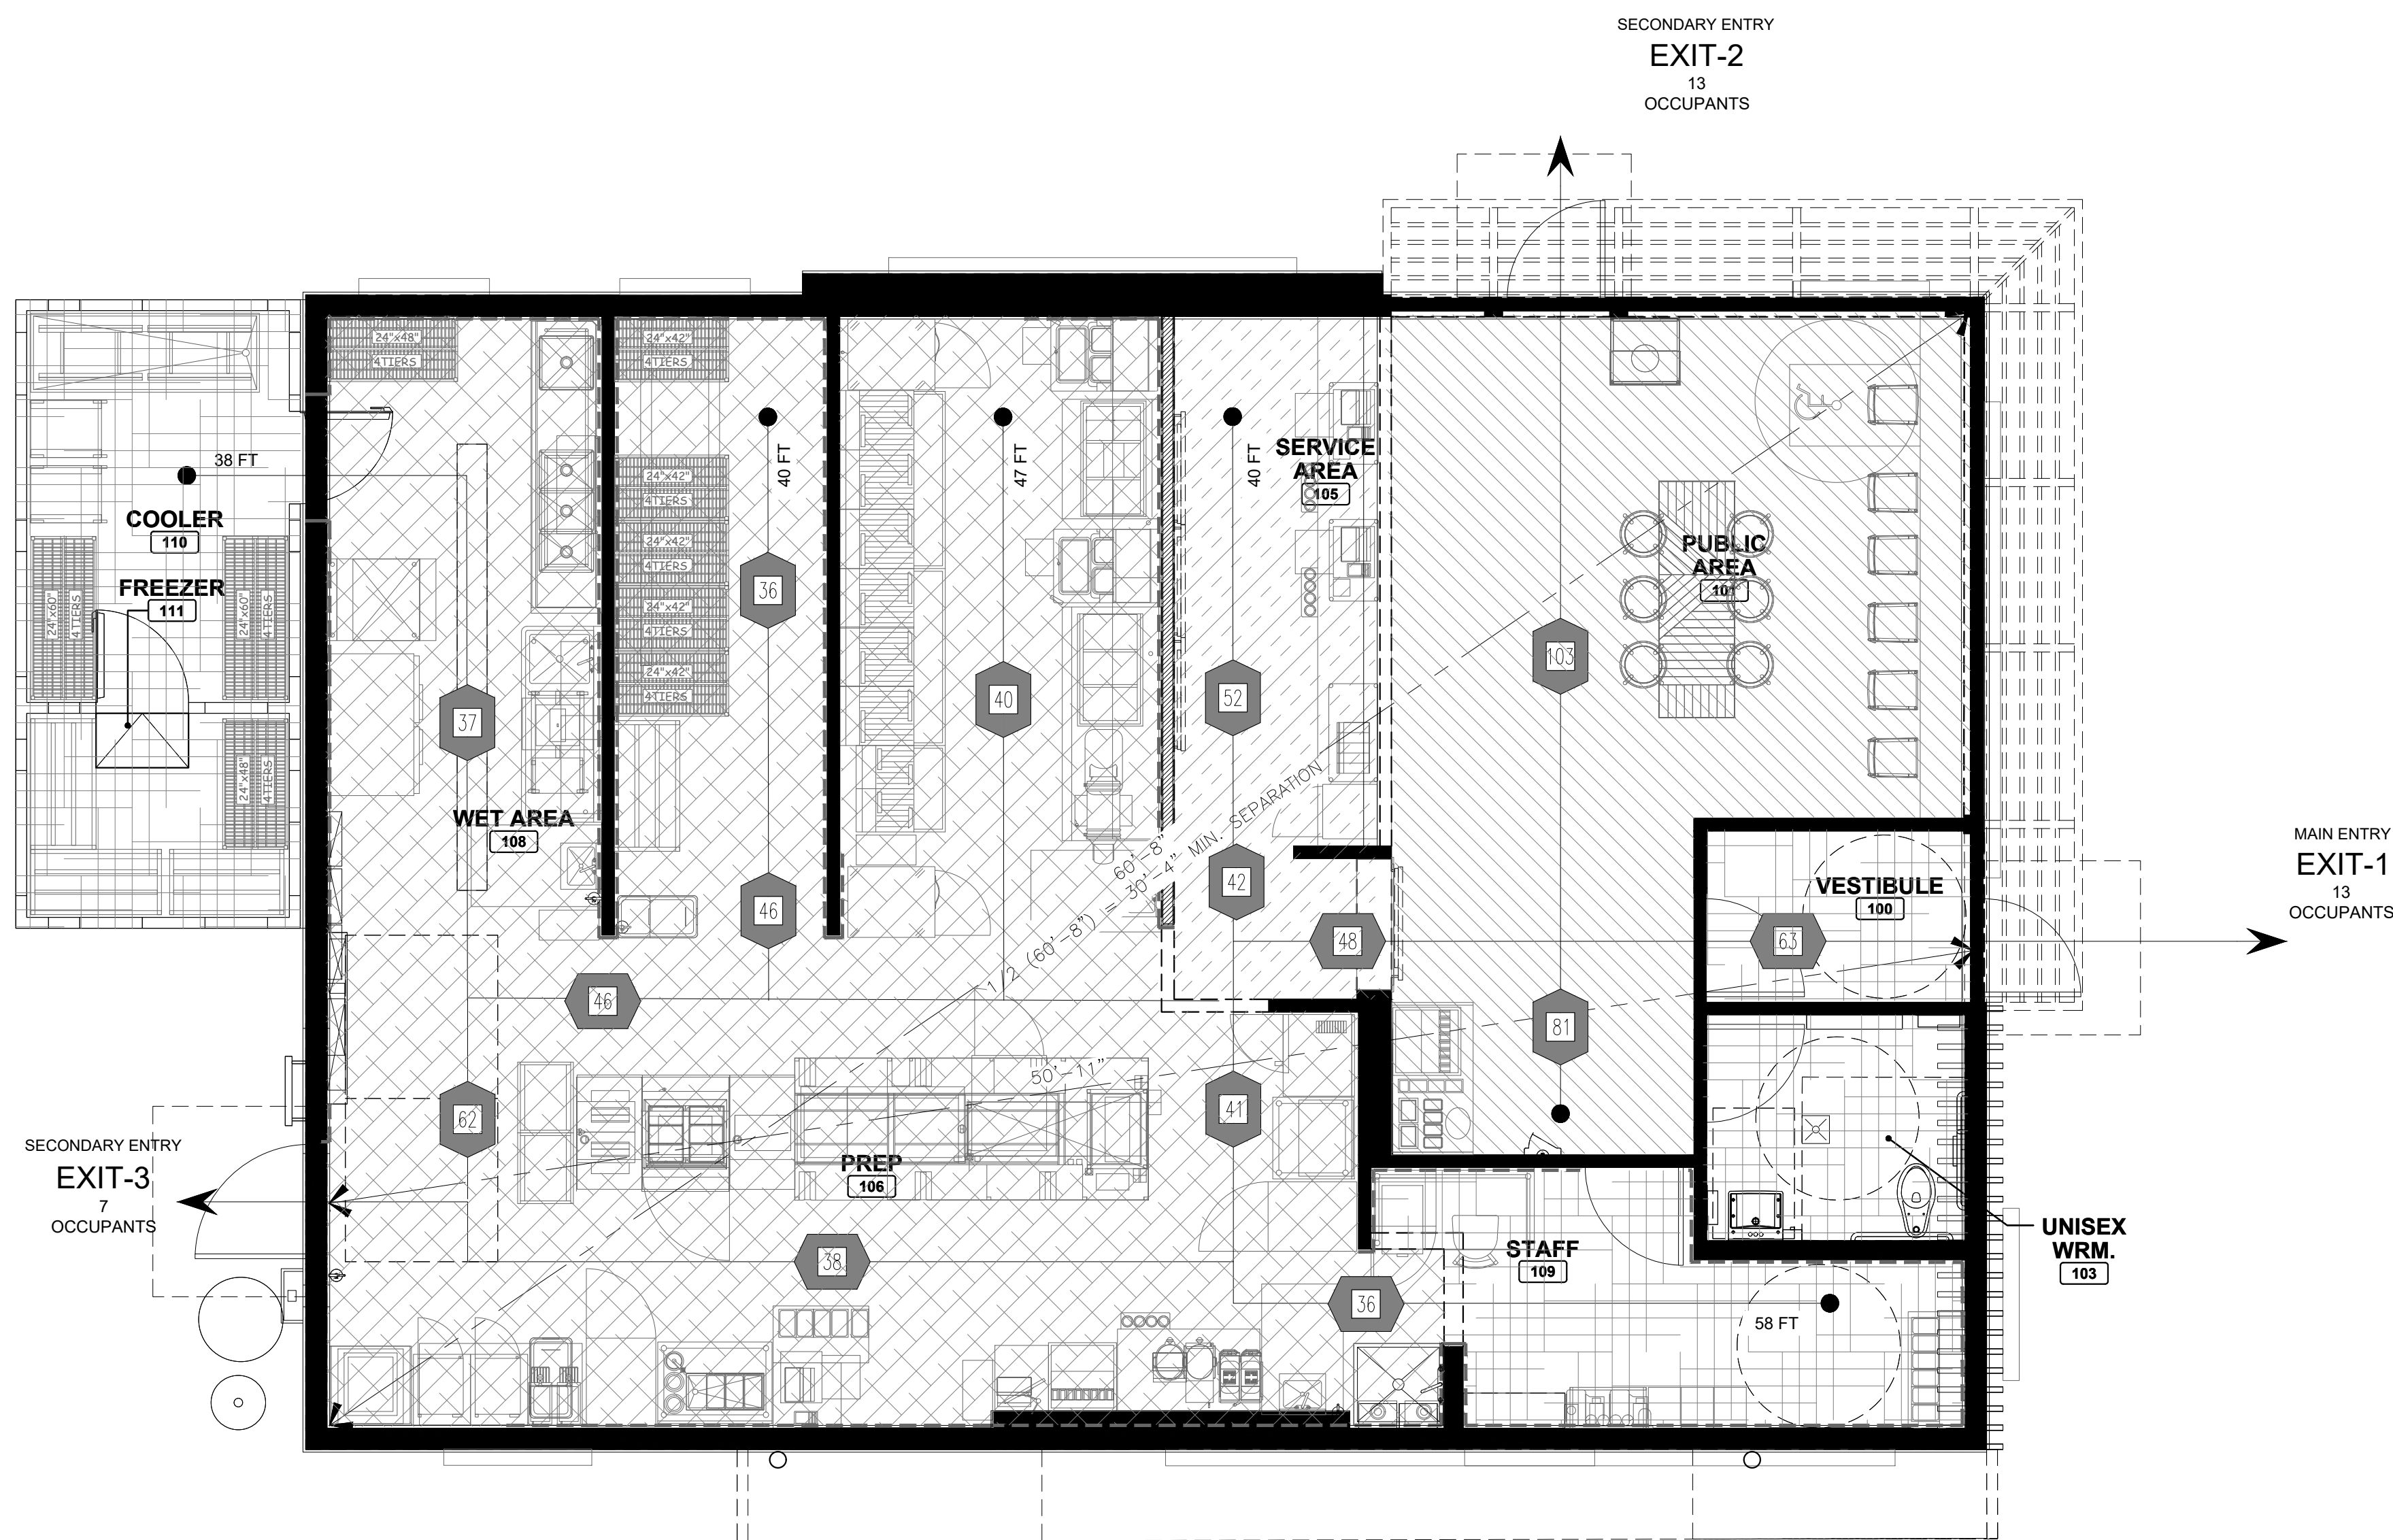 SECONDARY ENTRY
EXIT-2
13
OCCUPANTS
24"x48"
4TIERS
24"x42"
4TIERS
38 FT
40 FT
47 FT
40 FT
SERVICE
AREA
105
24"x42"
4TIERS
24"x42"
4TIERS
24"x42"
4TIERS
24"x42"
4TIERS
COOLER
110
FREEZER
111
24"x60"
4TIERS
24"x60"
4TIERS
24"x48"
4TIERS
PUBLIC
AREA
101
36
103
37
40
52
WET AREA
108
MAIN ENTRY
EXIT-1
13
OCCUPANTS
VESTIBULE
100
42
46
48
63
60'-8"
1/2 (60'-8") = 30'-4" MIN. SEPARATION
46
81
50'-11"
62
41
SECONDARY ENTRY
EXIT-3
7
OCCUPANTS
PREP
106
38
36
STAFF
109
58 FT
UNISEX
WRM.
103